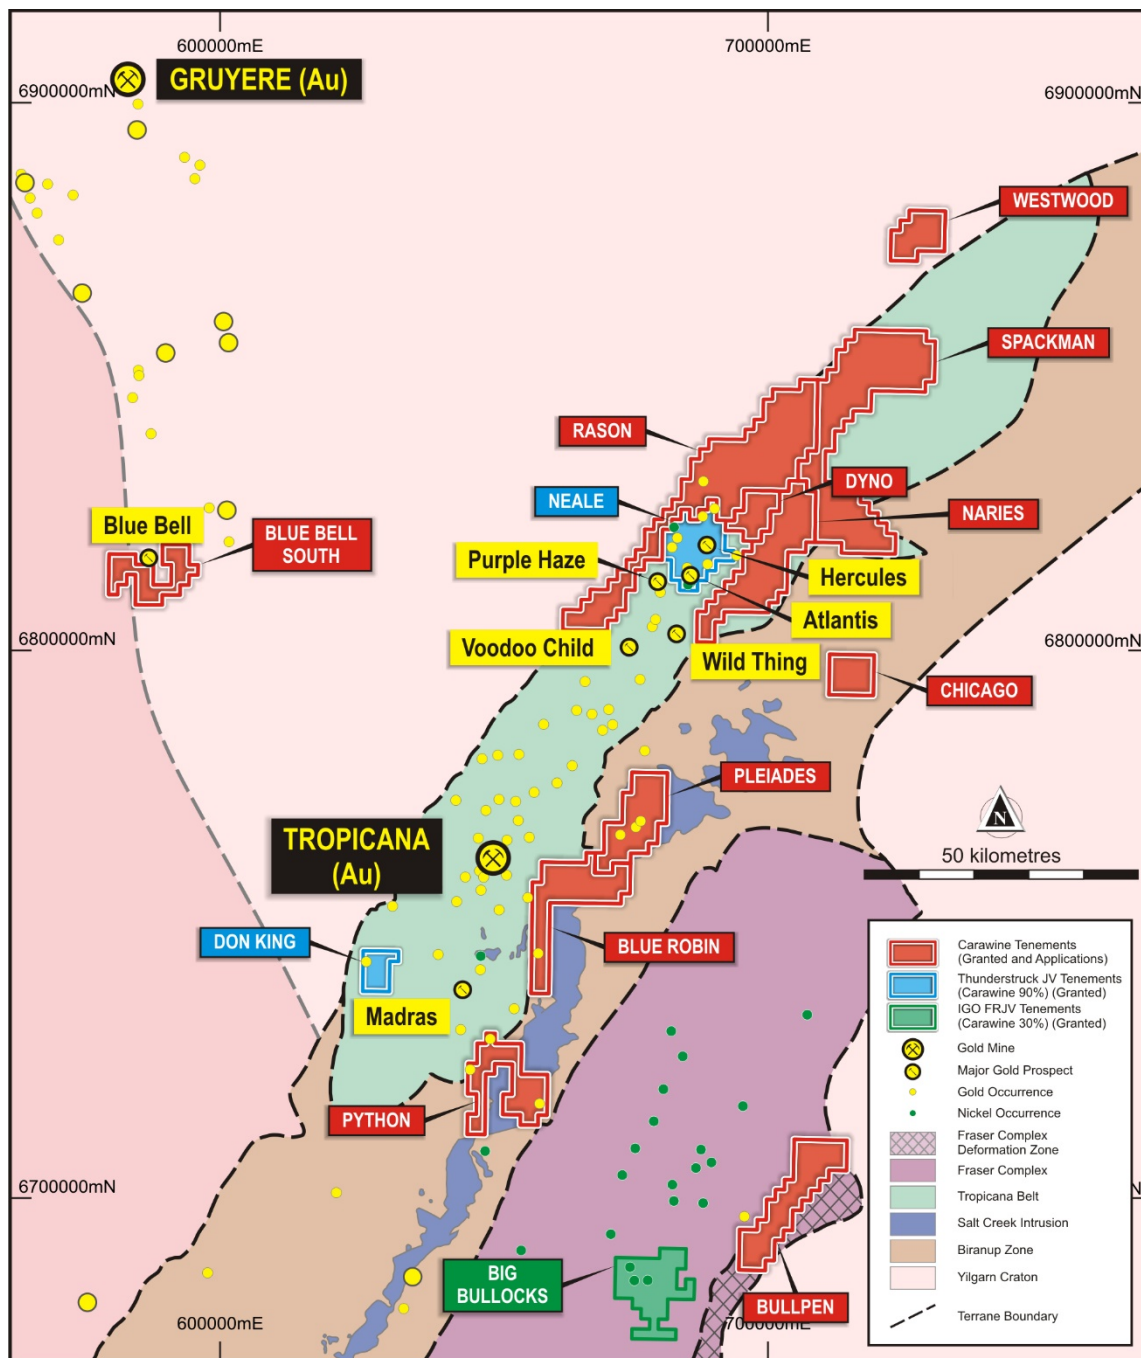 600000mE
700000mE
GRUYERE (Au)
6900000mN
6900000mN
WESTWOOD
SPACKMAN
RASON
DYNO
NEALE
NARIES
Blue Bell
BLUE BELL
SOUTH
Purple Haze
Hercules
Atlantis
Voodoo Child
Wild Thing
6800000mN
6800000mN
CHICAGO
PLEIADES
N
TROPICANA
(Au)
50 kilometres
DON KING
BLUE ROBIN
Madras
PYTHON
6700000mN
N
BIG
BULLOCKS
BULLPEN
600000mE
700000mE
Carawine Tenements
(Granted and Applications)
Thunderstruck JV Tenements
(Carawine 90%) (Granted)
IGO FRJV Tenements
(Carawine 30%) (Granted)
Gold Mine
Major Gold Prospect
Gold Occurrence
Nickel Occurrence
Fraser Complex
Deformation Zone
Fraser Complex
Tropicana Belt
Salt Creek Intrusion
Biranup Zone
Yilgarn Craton
Terrane Boundary